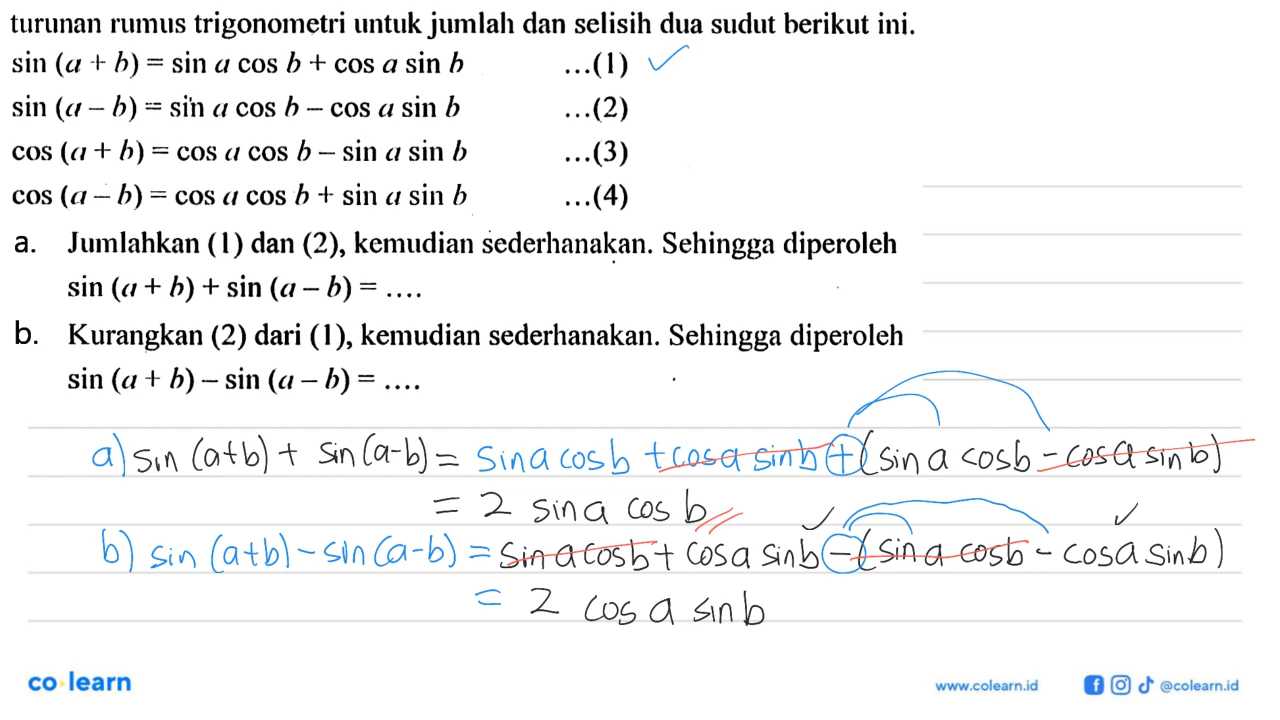 turunan rumus trigonometri untuk jumlah dan selisih dua sudut berikut ini.
sin (a + b) = sin a cos b + cos a sin b ...(1)
sin (a – b) = sin a cos b – cos a sin b ...(2)
cos (a + b) = cos a cos b – sin a sin b ...(3)
cos (a – b) = cos a cos b + sin a sin b ...(4)
a. Jumlahkan (1) dan (2), kemudian sederhanakan. Sehingga diperoleh
sin (a + b) + sin (a – b) = ....
b. Kurangkan (2) dari (1), kemudian sederhanakan. Sehingga diperoleh
sin (a + b) – sin (a – b) = ....
a) sin (a+b) + sin (a-b) = sin a cos b + cos a sin b + (sin a cos b - cos a sin b)
= 2 sin a cos b
b) sin (a+b) - sin (a-b) = sin a cos b + cos a sin b - (sin a cos b - cos a sin b)
= 2 cos a sin b
co learn
www.colearn.id @colearn.id